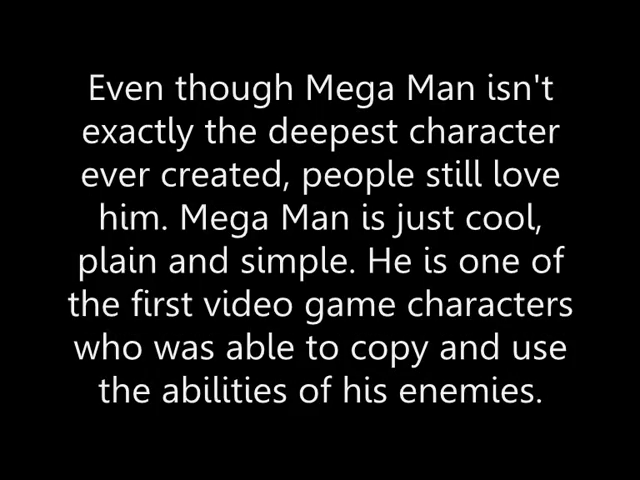 Even though Mega Man isn't
exactly the deepest character
ever created, people still love
him. Mega Man is just cool,
plain and simple. He is one of
the first video game characters
who was able to copy and use
the abilities of his enemies.